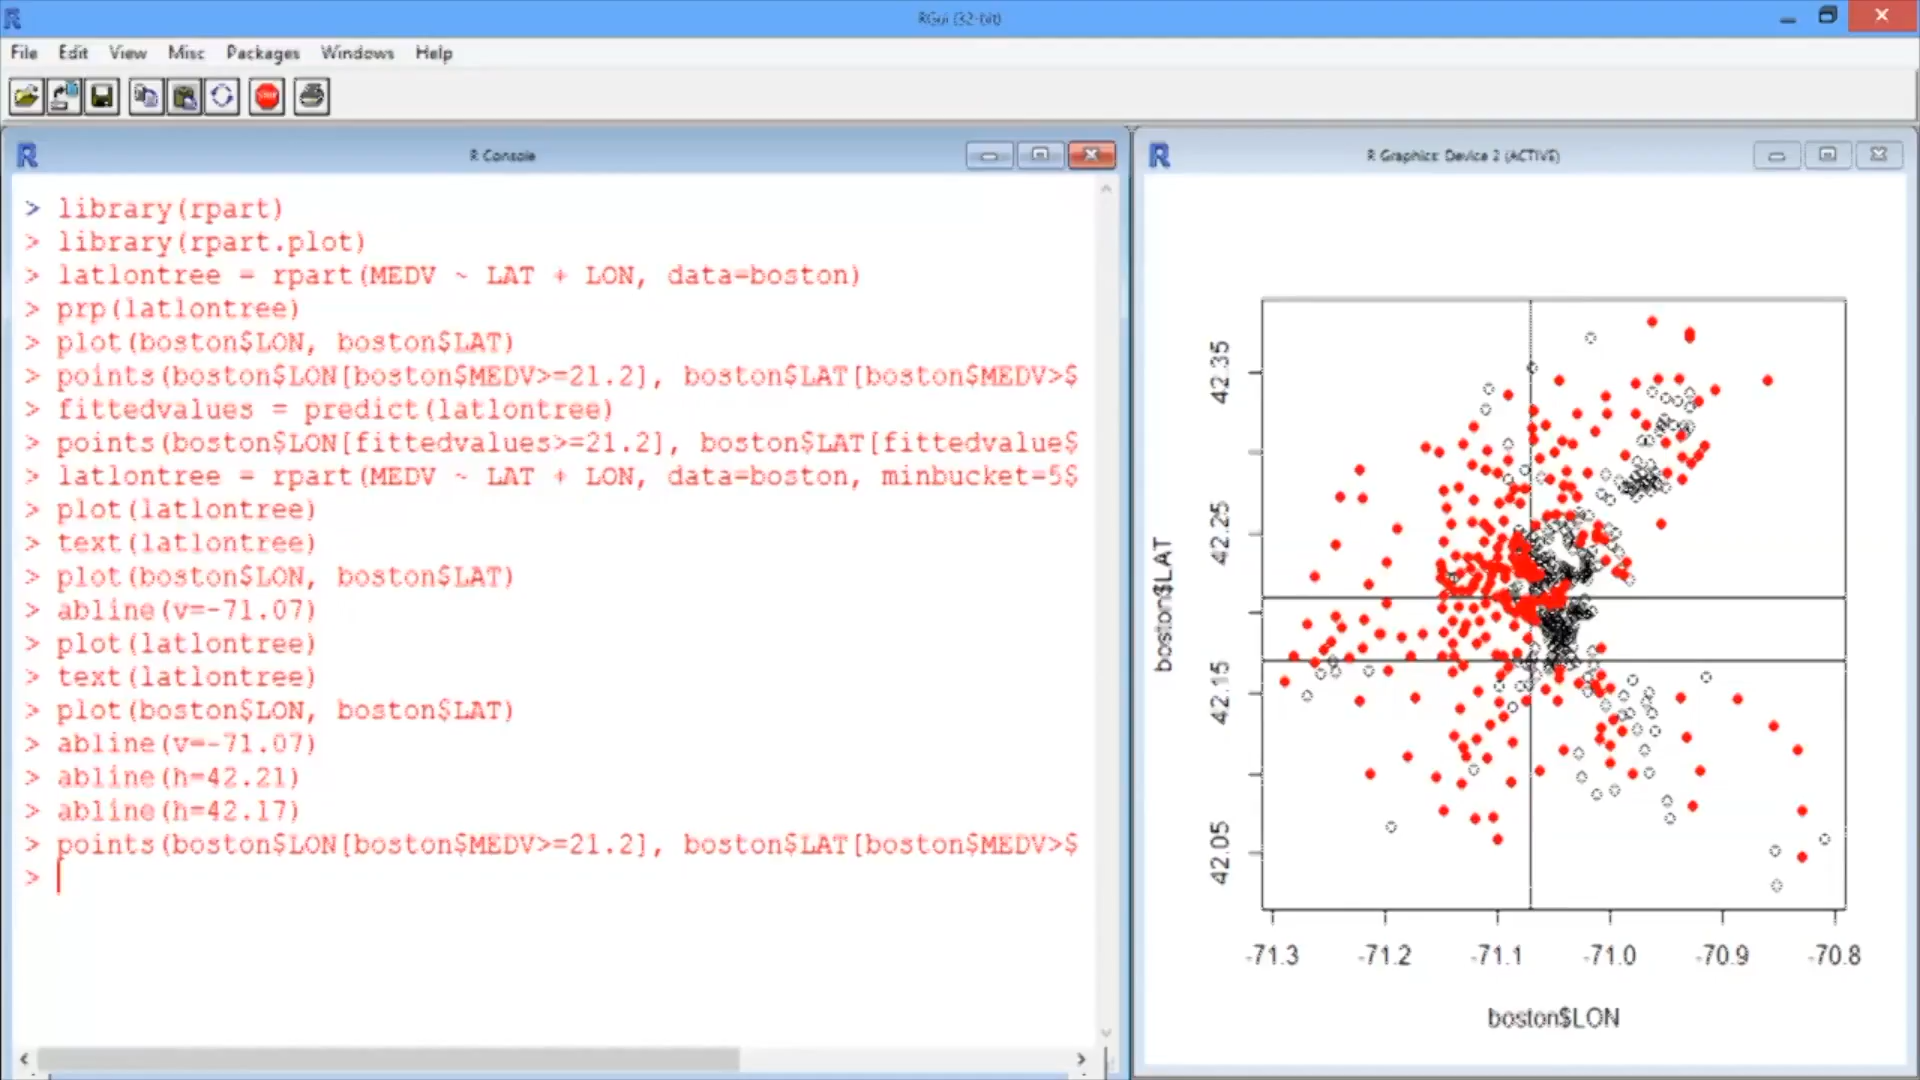 RGui (32-bit)
File Edit View Misc Packages Windows Help
STOP
R Console
> library(rpart)
> library(rpart.plot)
> latlontree = rpart(MEDV ~ LAT + LON, data=boston)
> prp(latlontree)
> plot(boston$LON, boston$LAT)
> points(boston$LON[boston$MEDV>=21.2], boston$LAT[boston$MEDV>$
> fittedvalues = predict(latlontree)
> points(boston$LON[fittedvalues>=21.2], boston$LAT[fittedvalue$
> latlontree = rpart(MEDV ~ LAT + LON, data=boston, minbucket=5$
> plot(latlontree)
> text(latlontree)
> plot(boston$LON, boston$LAT)
> abline(v=-71.07)
> plot(latlontree)
> text(latlontree)
> plot(boston$LON, boston$LAT)
> abline(v=-71.07)
> abline(h=42.21)
> abline(h=42.17)
> points(boston$LON[boston$MEDV>=21.2], boston$LAT[boston$MEDV>$
>
R Graphics: Device 2 (ACTIVE)
boston$LAT
42.35
42.25
42.15
42.05
-71.3 -71.2 -71.1 -71.0 -70.9 -70.8
boston$LON